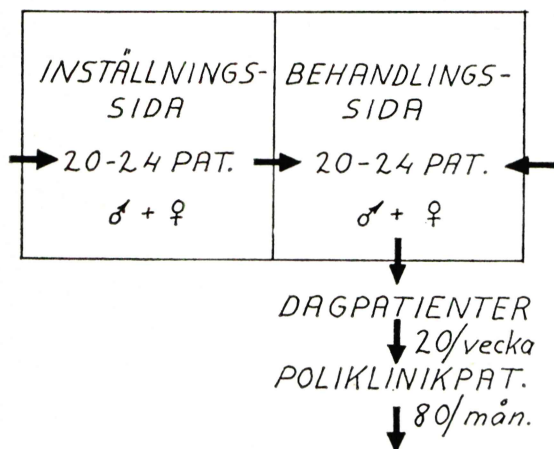 INSTÄLLNINGS-
SIDA
20-24 PAT.
♂ + ♀
BEHANDLINGS-
SIDA
20-24 PAT.
♂ + ♀
DAGPATIENTER
20/vecka
POLIKLINIKPAT.
80/mån.